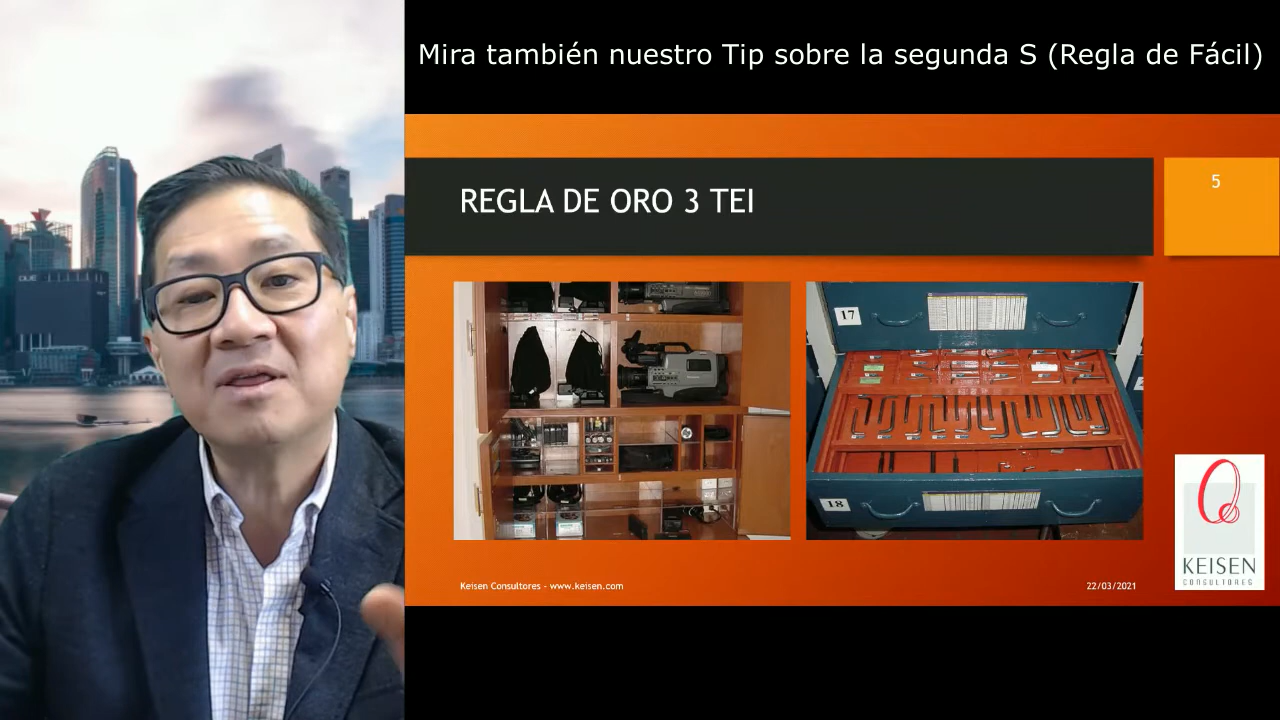 Mira también nuestro Tip sobre la segunda S (Regla de Fácil)
REGLA DE ORO 3 TEI
5
17
18
KEISEN
CONSULTORES
Keisen Consultores - www.keisen.com
22/03/2021